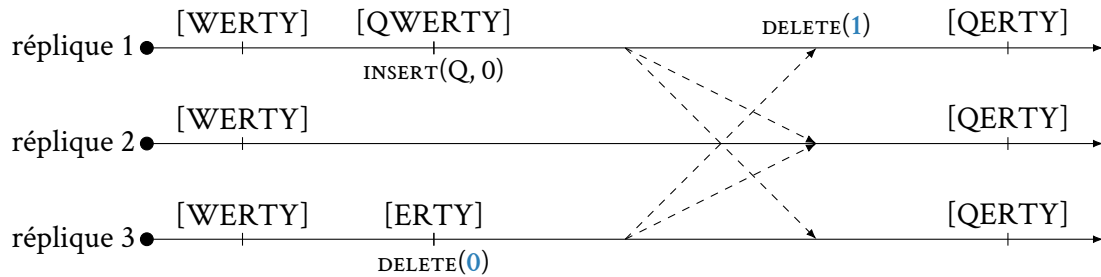 [WERTY] [QWERTY] DELETE(1) [QERTY]
réplique 1
INSERT(Q, 0)
[WERTY] [QERTY]
réplique 2
[WERTY] [ERTY] [QERTY]
réplique 3
DELETE(0)